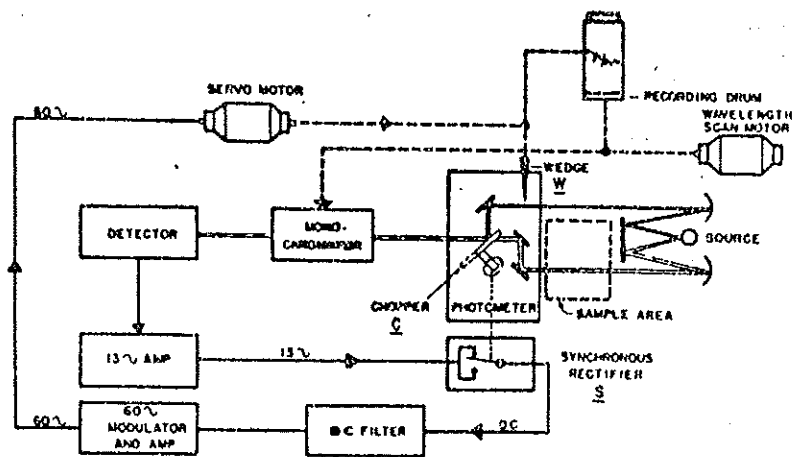 SERVO MOTOR
RECORDING DRUM
WAVELENGTH
SCAN MOTOR
60~
WEDGE
W
DETECTOR
MONO-
CHROMATOR
SOURCE
CHOPPER
C
PHOTOMETER
SAMPLE AREA
13~ AMP
13~
SYNCHRONOUS
RECTIFIER
S
60~
60~
MODULATOR
AND AMP
DC FILTER
DC